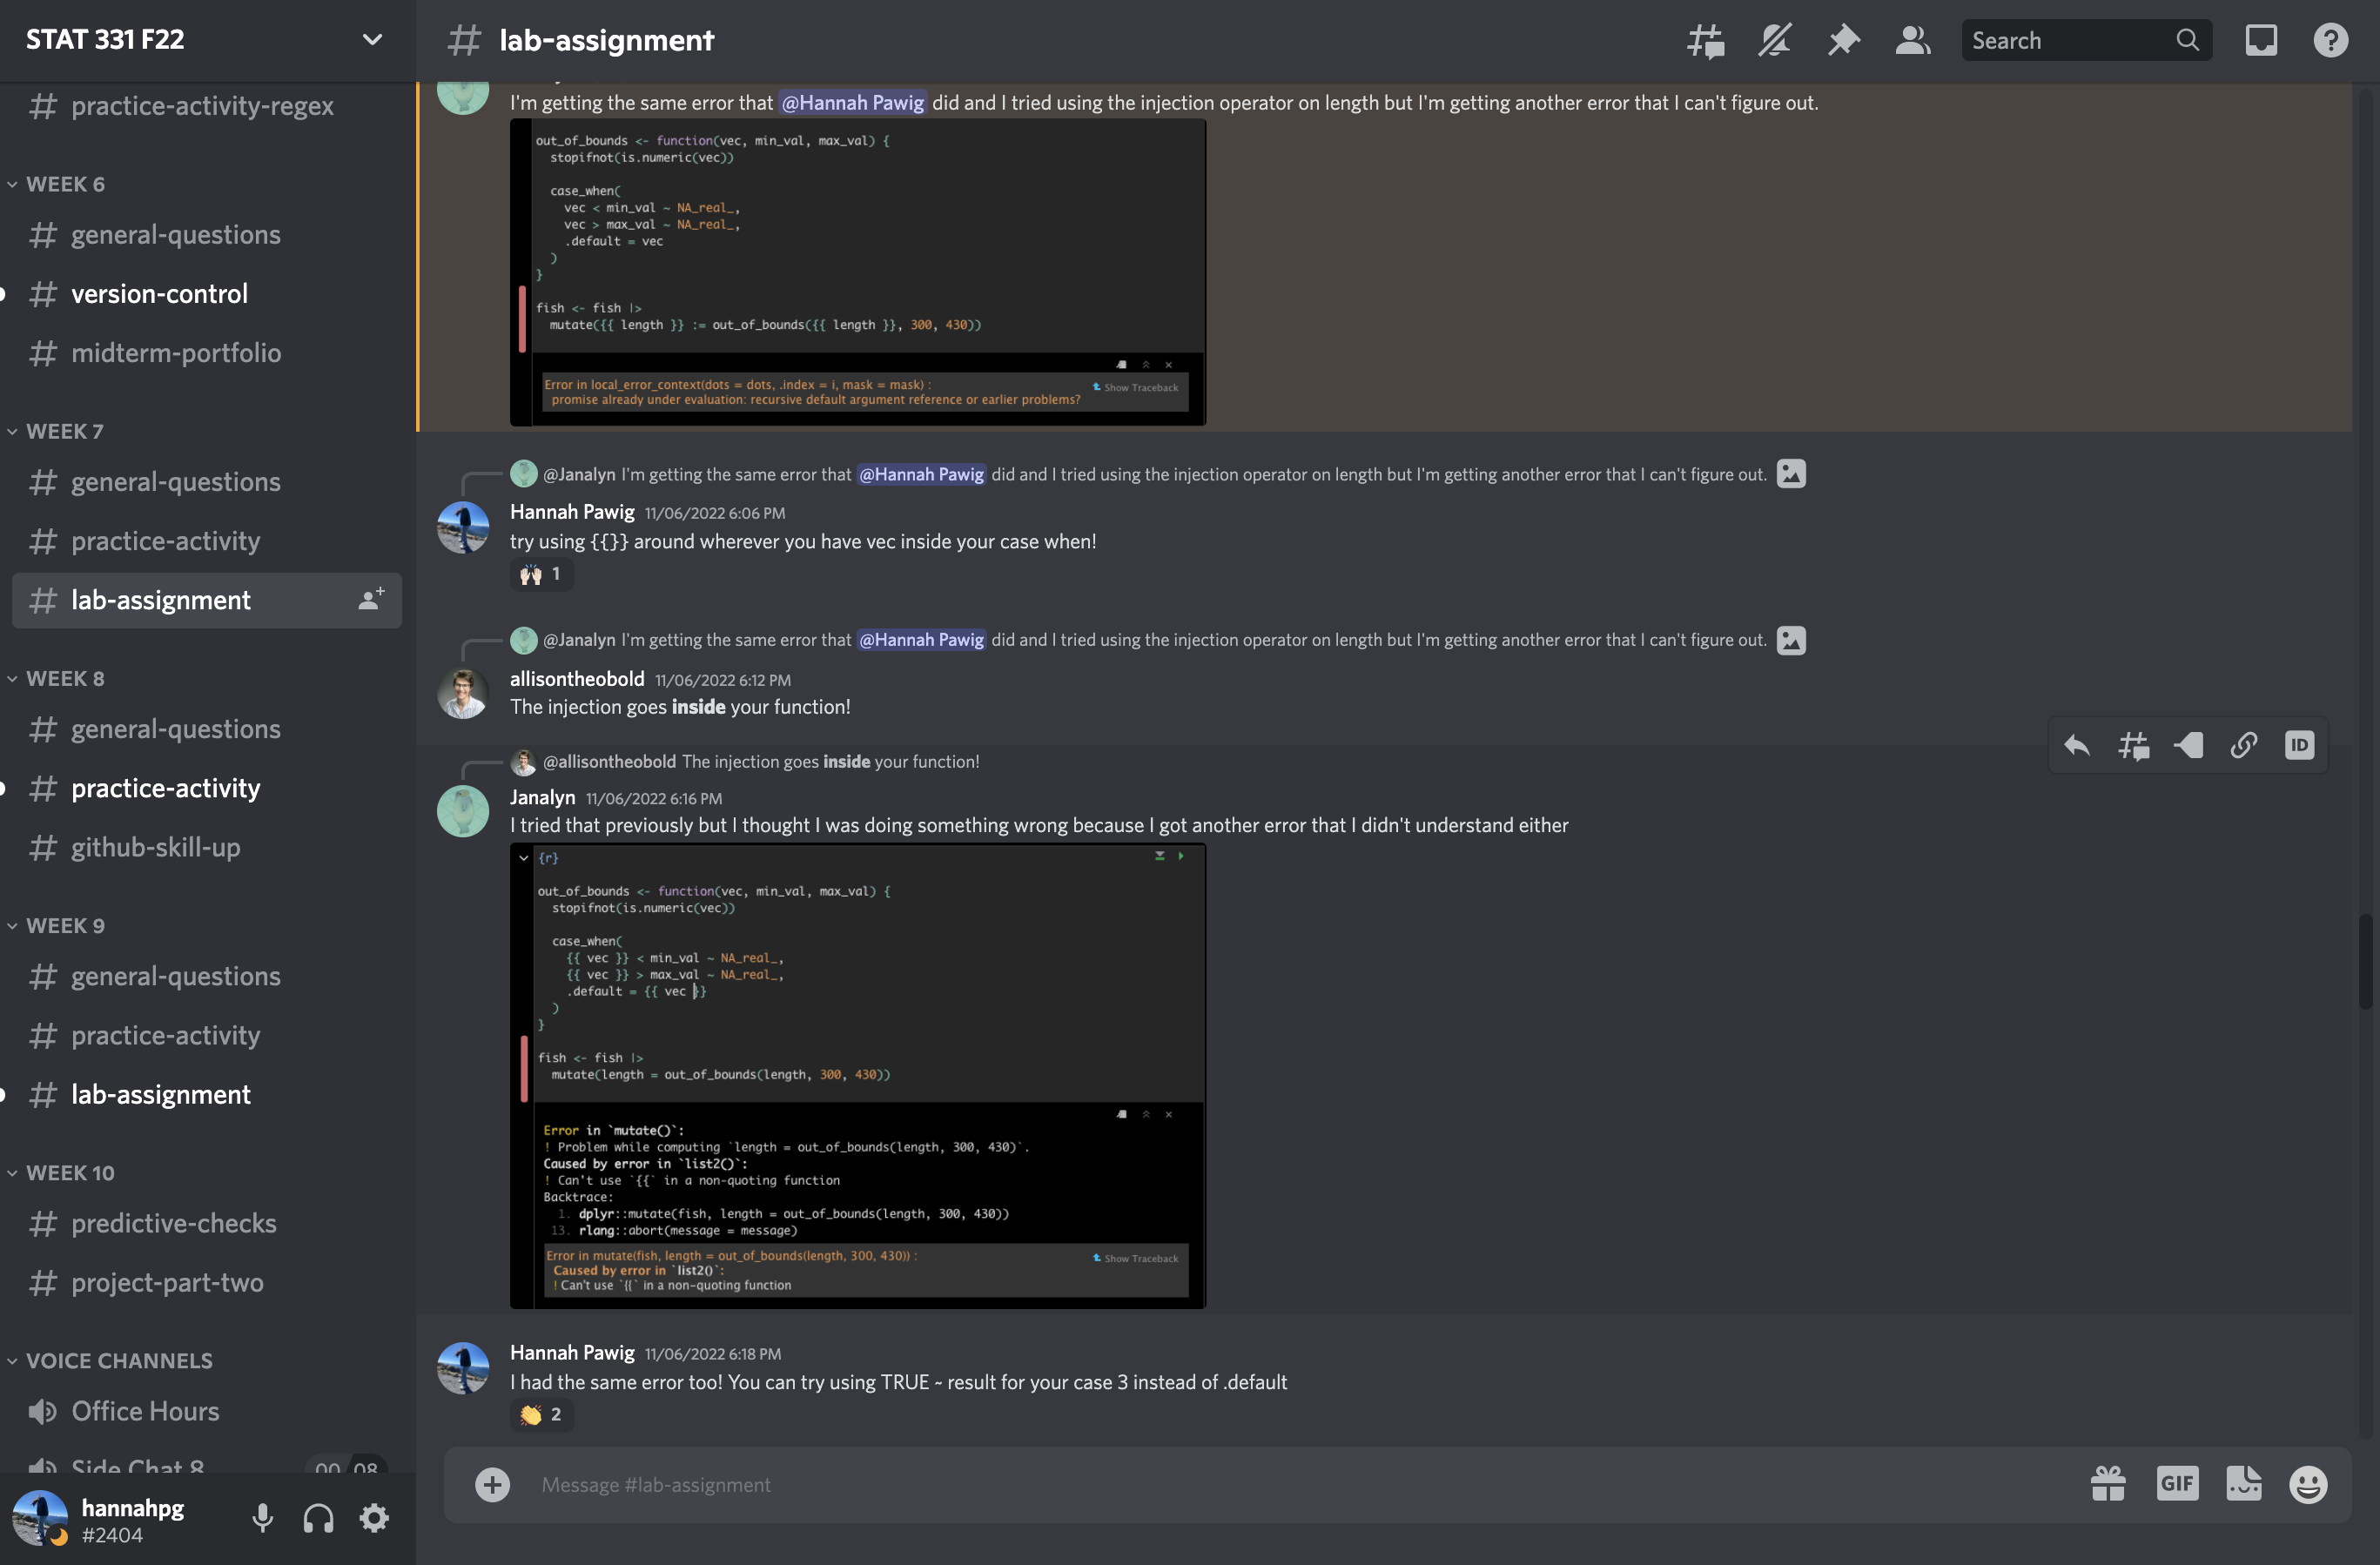 STAT 331 F22
# practice-activity-regex
WEEK 6
# general-questions
# version-control
# midterm-portfolio
WEEK 7
# general-questions
# practice-activity
# lab-assignment
WEEK 8
# general-questions
# practice-activity
# github-skill-up
WEEK 9
# general-questions
# practice-activity
# lab-assignment
WEEK 10
# predictive-checks
# project-part-two
VOICE CHANNELS
Office Hours
Side Chat 8 00 08
hannahpg
#2404
# lab-assignment
Search
I'm getting the same error that @Hannah Pawig did and I tried using the injection operator on length but I'm getting another error that I can't figure out.
out_of_bounds <- function(vec, min_val, max_val) {
stopifnot(is.numeric(vec))
case_when(
vec < min_val ~ NA_real_,
vec > max_val ~ NA_real_,
.default = vec
)
}
fish <- fish |>
mutate({{ length }} := out_of_bounds({{ length }}, 300, 430))
Error in local_error_context(dots = dots, .index = i, mask = mask) :
Show Traceback
promise already under evaluation: recursive default argument reference or earlier problems?
@Janalyn I'm getting the same error that @Hannah Pawig did and I tried using the injection operator on length but I'm getting another error that I can't figure out.
Hannah Pawig 11/06/2022 6:06 PM
try using {{}} around wherever you have vec inside your case when!
1
@Janalyn I'm getting the same error that @Hannah Pawig did and I tried using the injection operator on length but I'm getting another error that I can't figure out.
allisontheobold 11/06/2022 6:12 PM
The injection goes inside your function!
ID
@allisontheobold The injection goes inside your function!
Janalyn 11/06/2022 6:16 PM
I tried that previously but I thought I was doing something wrong because I got another error that I didn't understand either
{r}
out_of_bounds <- function(vec, min_val, max_val) {
stopifnot(is.numeric(vec))
case_when(
{{ vec }} < min_val ~ NA_real_,
{{ vec }} > max_val ~ NA_real_,
.default = {{ vec }}
)
}
fish <- fish |>
mutate(length = out_of_bounds(length, 300, 430))
Error in `mutate()`:
! Problem while computing `length = out_of_bounds(length, 300, 430)`.
Caused by error in `list2()`:
! Can't use `{{` in a non-quoting function
Backtrace:
1. dplyr::mutate(fish, length = out_of_bounds(length, 300, 430))
13. rlang::abort(message = message)
Error in mutate(fish, length = out_of_bounds(length, 300, 430)) :
Show Traceback
Caused by error in `list2()`:
! Can't use `{{` in a non-quoting function
Hannah Pawig 11/06/2022 6:18 PM
I had the same error too! You can try using TRUE ~ result for your case 3 instead of .default
2
Message #lab-assignment
GIF